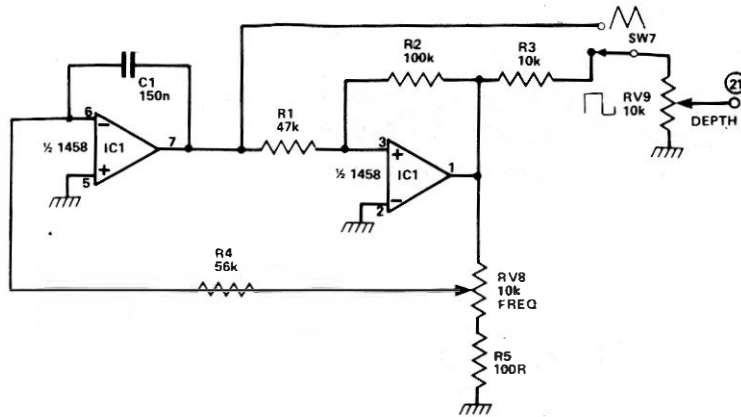 SW7
R2
100k
R3
10k
C1
150n
6
−
½ 1458
IC1
7
+
5
R1
47k
3
+
½ 1458
IC1
1
−
2
RV9
10k
21
DEPTH
R4
56k
RV8
10k
FREQ
R5
100R